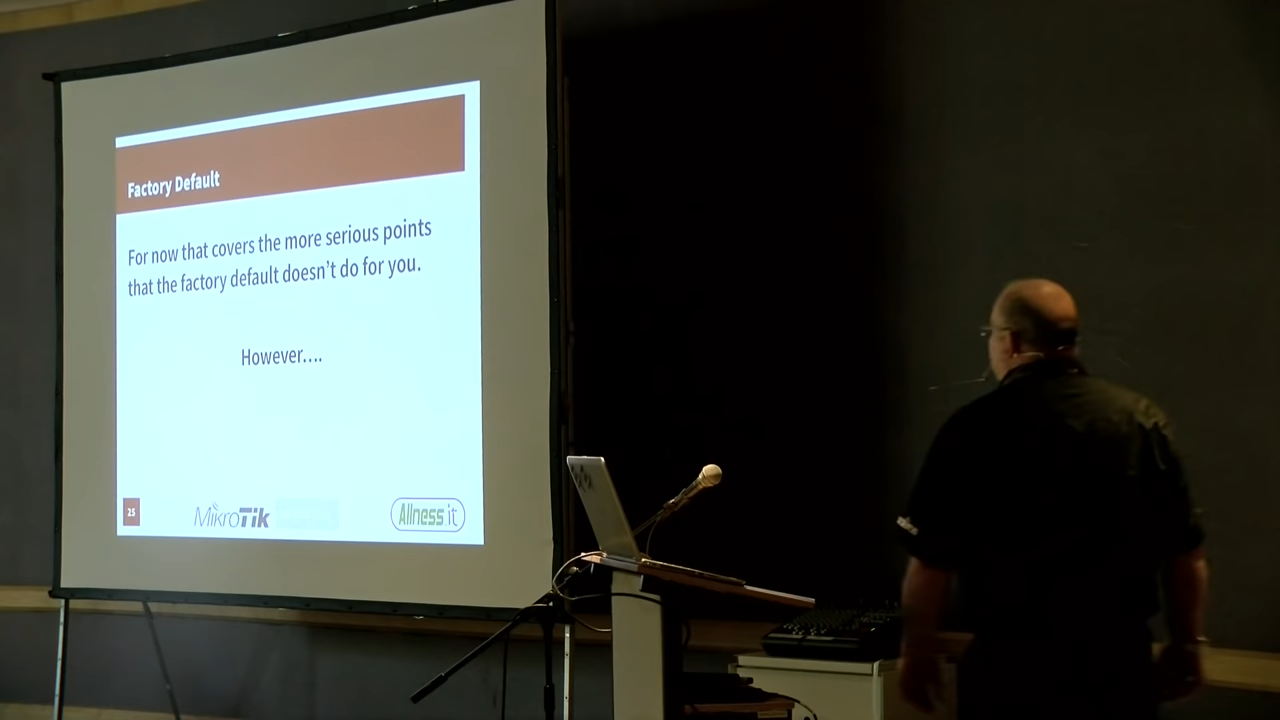 Factory Default
For now that covers the more serious points
that the factory default doesn't do for you.
However....
25
MikroTik
Allness.it